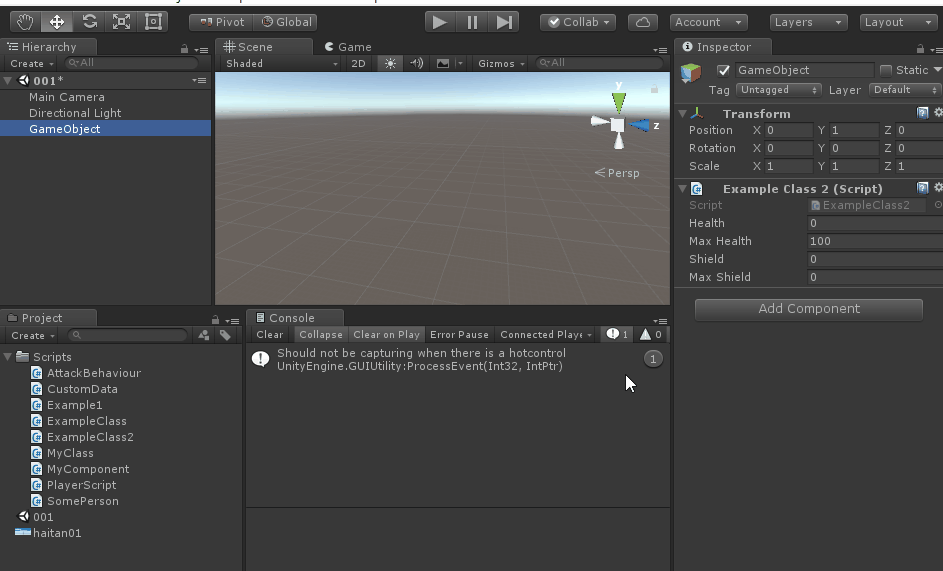 Pivot Global Collab Account Layers Layout
Hierarchy
Create All
001*
Main Camera
Directional Light
GameObject
Scene Game
Shaded 2D Gizmos All
y
z
Persp
Project
Create
Scripts
AttackBehaviour
CustomData
Example1
ExampleClass
ExampleClass2
MyClass
MyComponent
PlayerScript
SomePerson
001
haitan01
Console
Clear Collapse Clear on Play Error Pause Connected Playe 1 0
Should not be capturing when there is a hotcontrol 1
UnityEngine.GUIUtility:ProcessEvent(Int32, IntPtr)
Inspector
GameObject Static
Tag Untagged Layer Default
Transform
Position X 0 Y 1 Z 0
Rotation X 0 Y 0 Z 0
Scale X 1 Y 1 Z 1
Example Class 2 (Script)
Script ExampleClass2
Health 0
Max Health 100
Shield 0
Max Shield 0
Add Component